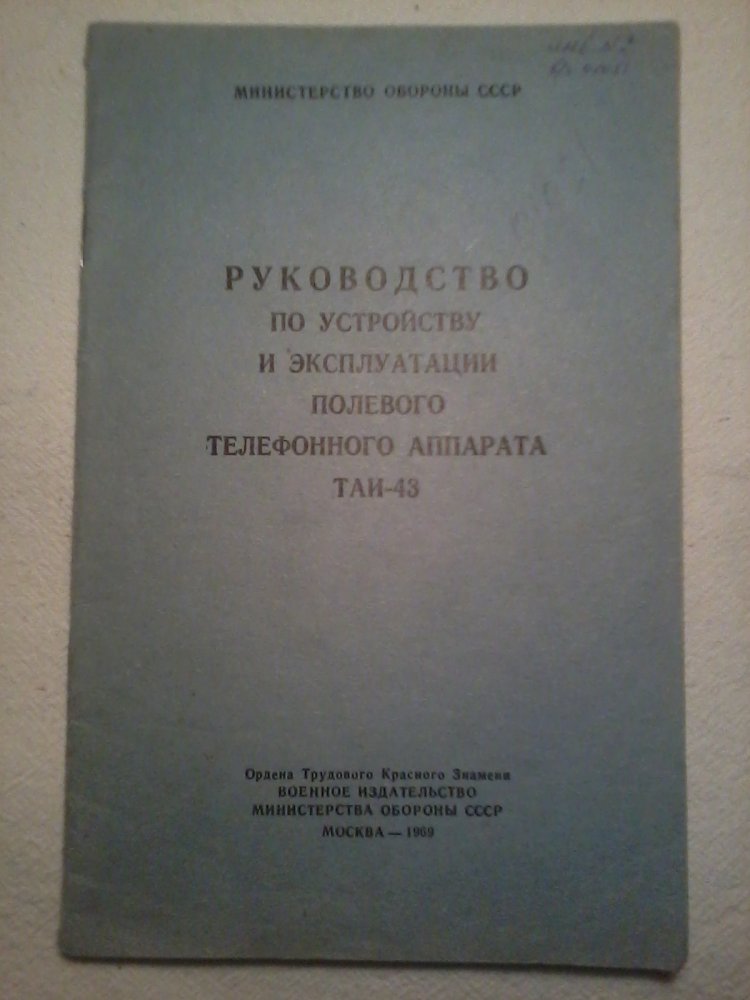 МИНИСТЕРСТВО ОБОРОНЫ СССР
РУКОВОДСТВО
ПО УСТРОЙСТВУ
И ЭКСПЛУАТАЦИИ
ПОЛЕВОГО
ТЕЛЕФОННОГО АППАРАТА
ТАИ-43
Ордена Трудового Красного Знамени
ВОЕННОЕ ИЗДАТЕЛЬСТВО
МИНИСТЕРСТВА ОБОРОНЫ СССР
МОСКВА — 1969